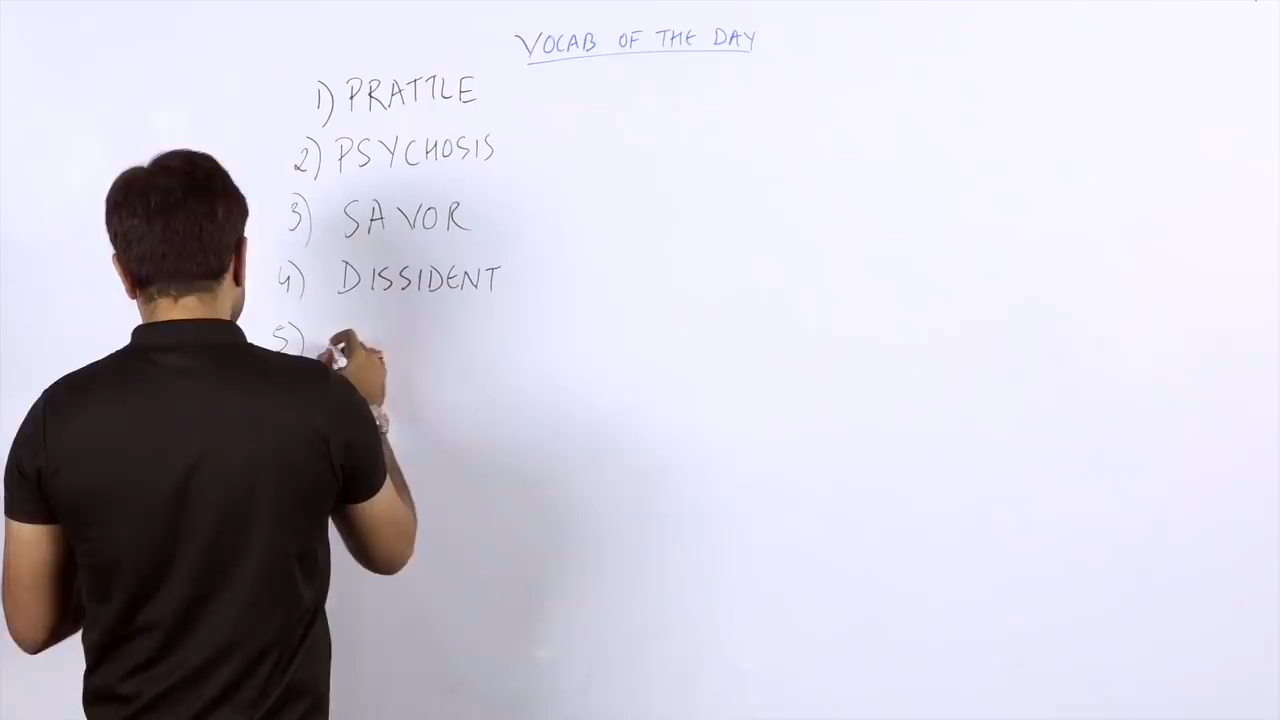 VOCAB OF THE DAY
1) PRATTLE
2) PSYCHOSIS
3) SAVOR
4) DISSIDENT
5)